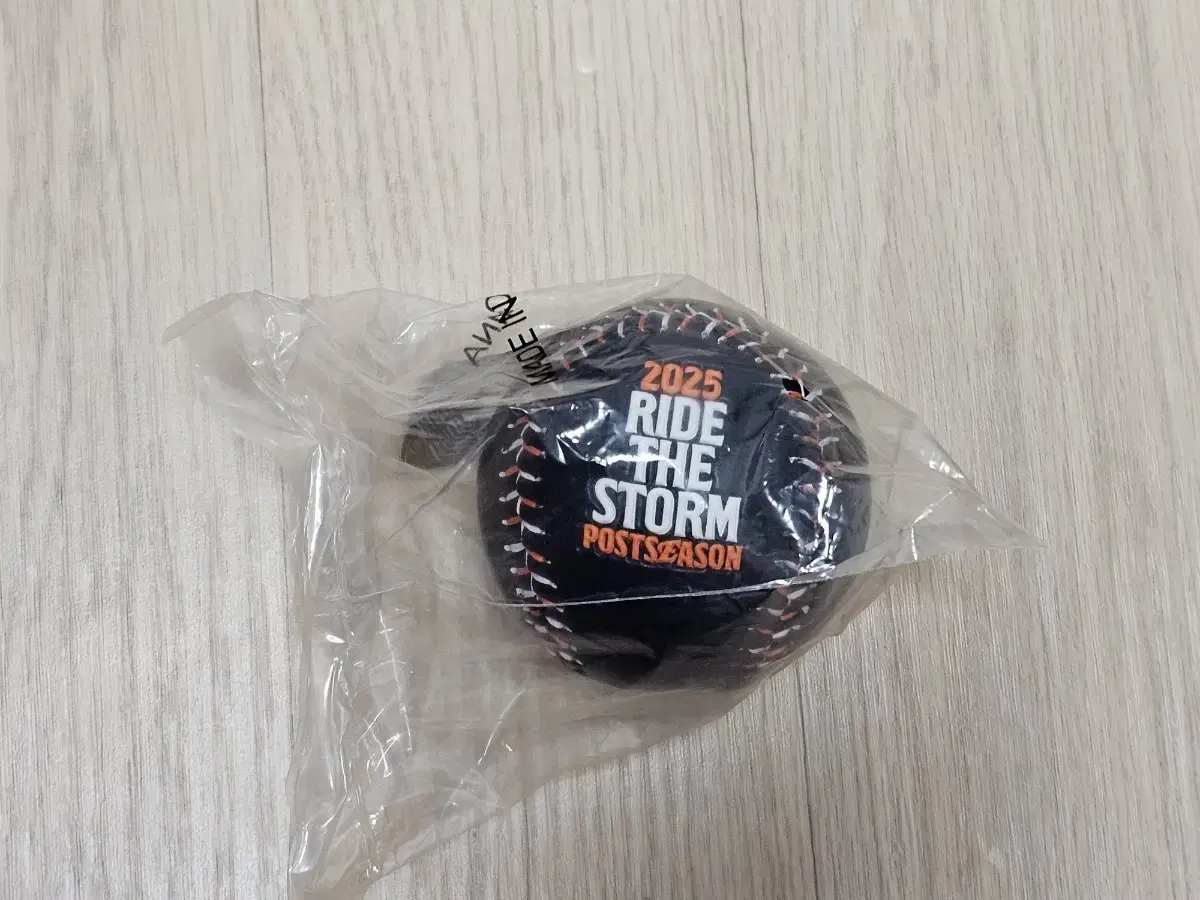 MADE IN
2025
RIDE
THE
STORM
POSTSEASON